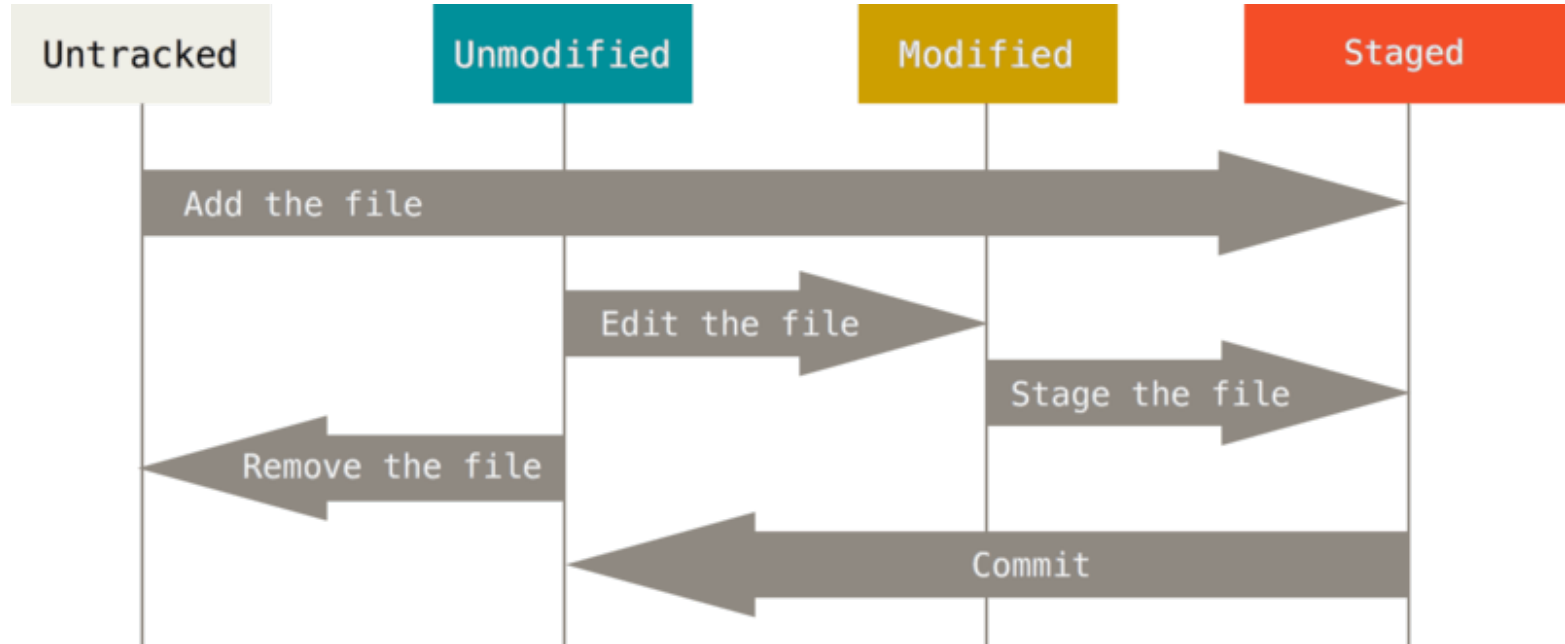 Untracked
Unmodified
Modified
Staged
Add the file
Edit the file
Stage the file
Remove the file
Commit